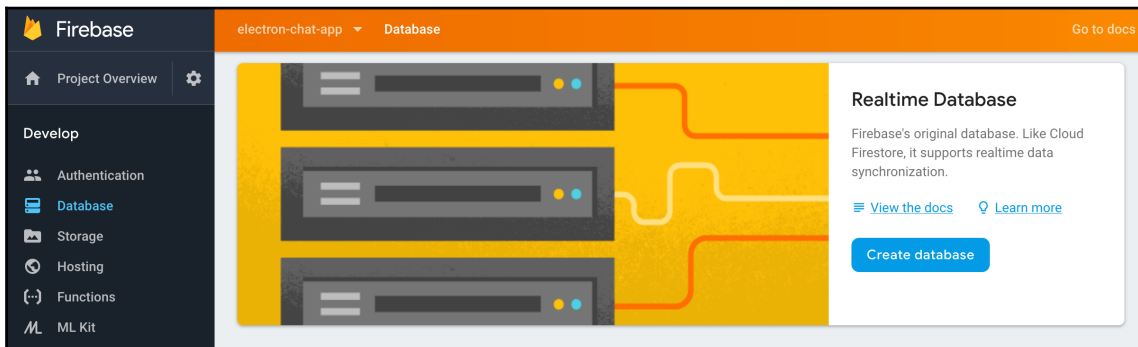 Firebase
electron-chat-app Database Go to docs
Project Overview
Develop
Authentication
Database
Storage
Hosting
Functions
ML Kit
Realtime Database
Firebase's original database. Like Cloud
Firestore, it supports realtime data
synchronization.
View the docs Learn more
Create database